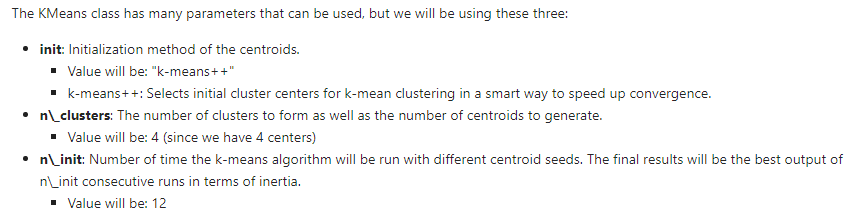 The KMeans class has many parameters that can be used, but we will be using these three:
• init: Initialization method of the centroids.
▪ Value will be: "k-means++"
▪ k-means++: Selects initial cluster centers for k-mean clustering in a smart way to speed up convergence.
• n\_clusters: The number of clusters to form as well as the number of centroids to generate.
▪ Value will be: 4 (since we have 4 centers)
• n\_init: Number of time the k-means algorithm will be run with different centroid seeds. The final results will be the best output of
n\_init consecutive runs in terms of inertia.
▪ Value will be: 12